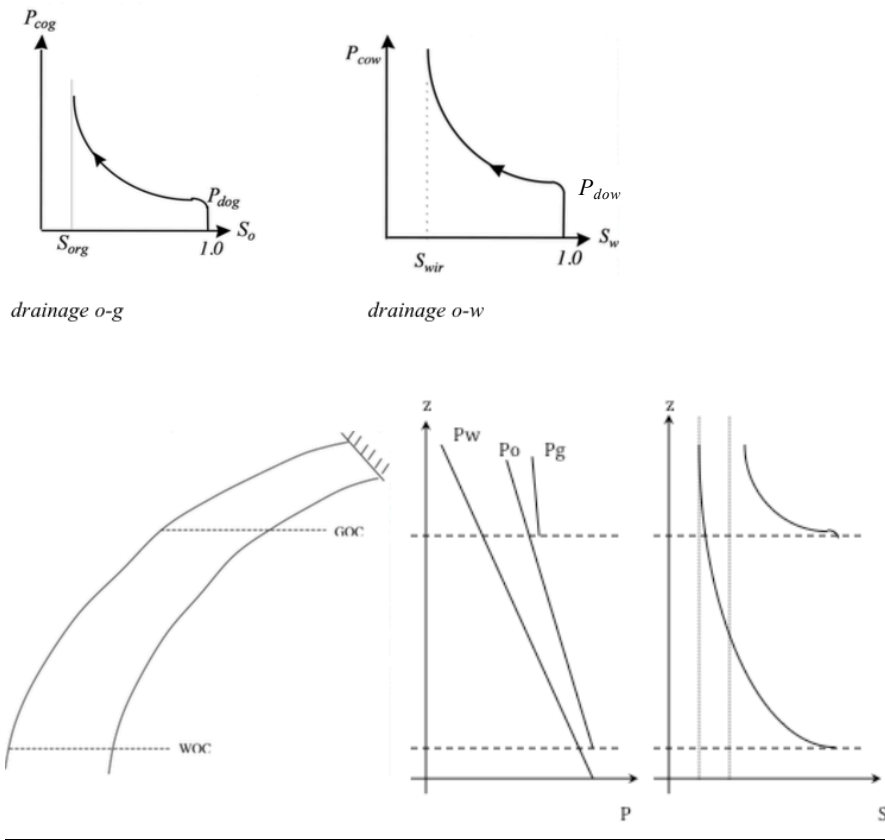 P_cog
P_dog
S_o
S_org
1.0
drainage o-g
P_cow
P_dow
S_w
S_wir
1.0
drainage o-w
GOC
WOC
z
Pw
Po
Pg
P
z
S